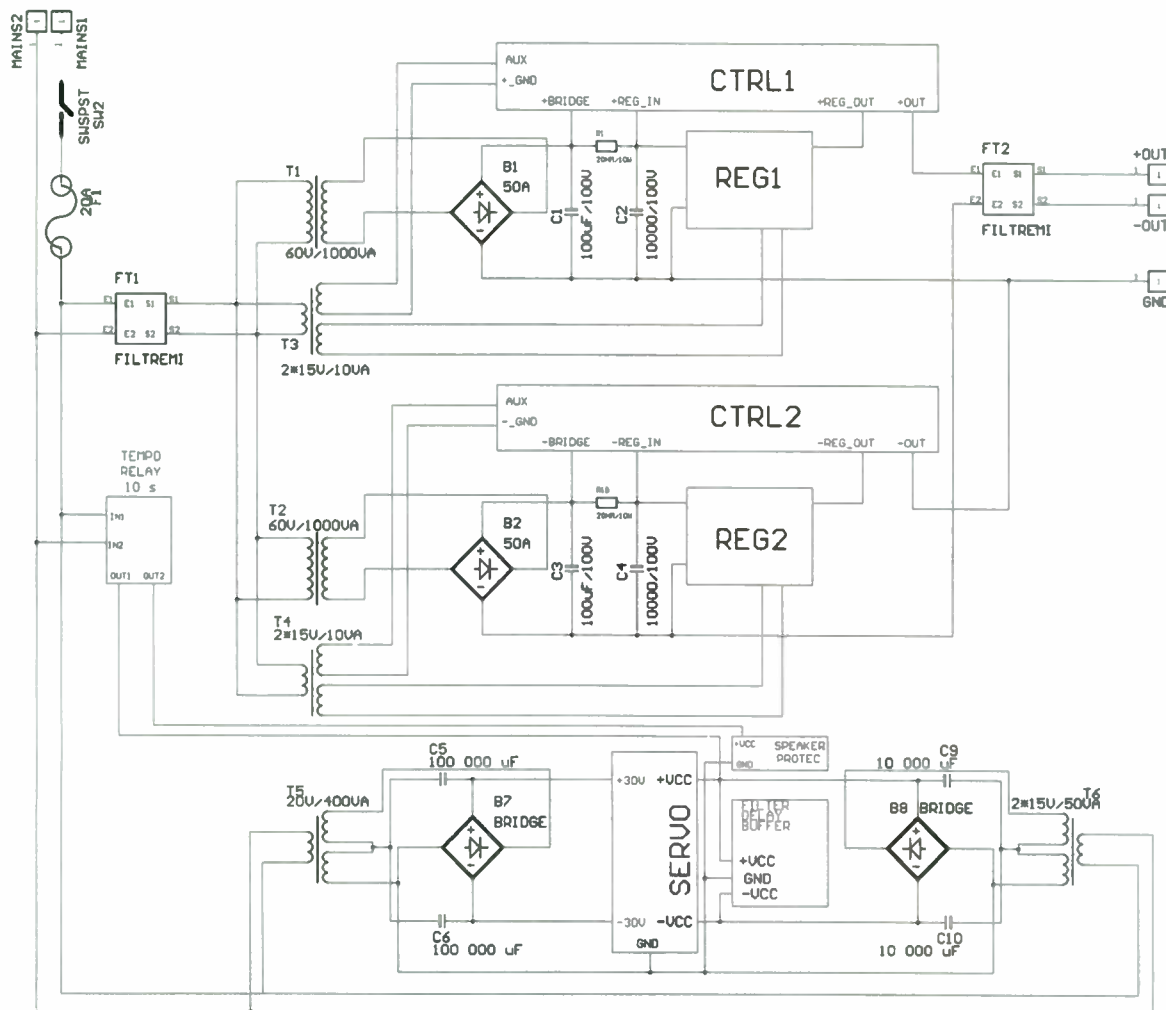 MAINS2
MAINS1
SWSPST
SW2
20A
F1
FT1
E1 E1 S1 S1
E2 E2 S2 S2
FILTREMI
T1
60V/1000VA
T3
2*15V/10VA
AUX
+_GND
CTRL1
+BRIDGE
+REG_IN
+REG_OUT
+OUT
B1
50A
C1
100uF/100V
R1
C2
10000/100V
REG1
FT2
E1 E1 S1
E2 E2 S2
FILTREMI
+OUT
-OUT
GND
AUX
-_GND
CTRL2
-BRIDGE
-REG_IN
-REG_OUT
-OUT
TEMPO
RELAY
10 s
IN1
IN2
OUT1
OUT2
T2
60V/1000VA
T4
2*15V/10VA
B2
50A
C3
100uF/100V
C4
10000/100V
REG2
T5
20V/400VA
C5
100 000 uF
B7
BRIDGE
C6
100 000 uF
+30V
-30V
SERVO
+VCC
-VCC
GND
+VCC
GND
SPEAKER
PROTEC
FILTER
DELAY
BUFFER
+VCC
GND
-VCC
C9
10 000 uF
B8 BRIDGE
T6
2*15V/50VA
C10
10 000 uF